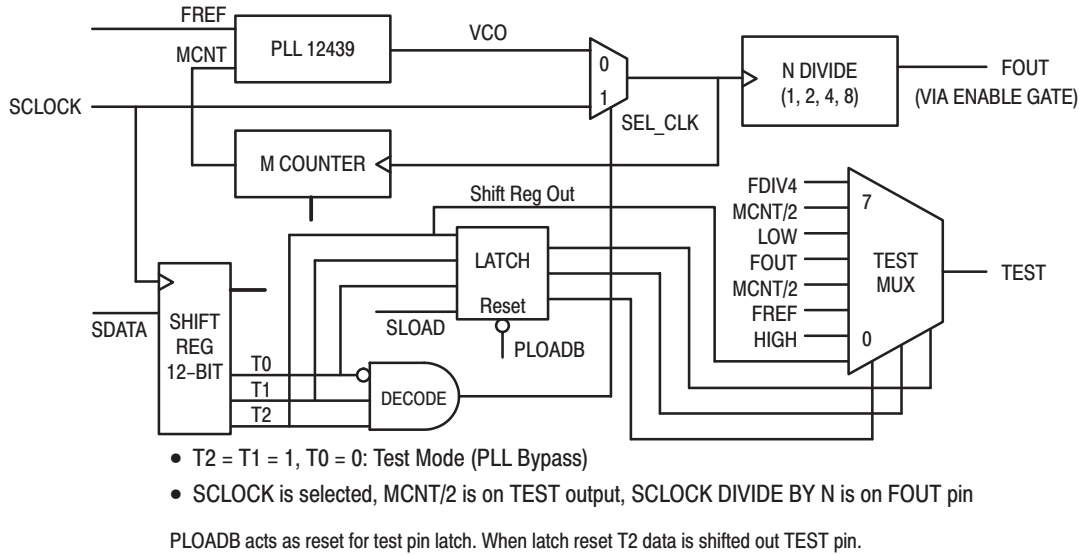 FREF
MCNT
PLL 12439
VCO
SCLOCK
0
1
SEL_CLK
N DIVIDE
(1, 2, 4, 8)
FOUT
(VIA ENABLE GATE)
M COUNTER
Shift Reg Out
SDATA
SHIFT
REG
12–BIT
T0
T1
T2
LATCH
Reset
SLOAD
PLOADB
DECODE
FDIV4
MCNT/2
LOW
FOUT
MCNT/2
FREF
HIGH
7
0
TEST
MUX
TEST
• T2 = T1 = 1, T0 = 0: Test Mode (PLL Bypass)
• SCLOCK is selected, MCNT/2 is on TEST output, SCLOCK DIVIDE BY N is on FOUT pin
PLOADB acts as reset for test pin latch. When latch reset T2 data is shifted out TEST pin.